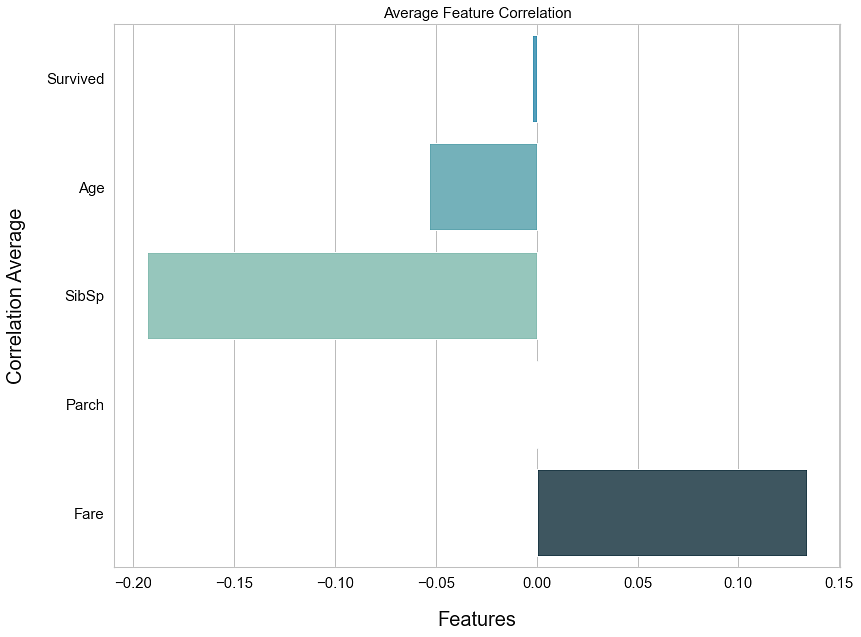 Average Feature Correlation
Survived
Age
SibSp
Parch
Fare
Correlation Average
−0.20 −0.15 −0.10 −0.05 0.00 0.05 0.10 0.15
Features